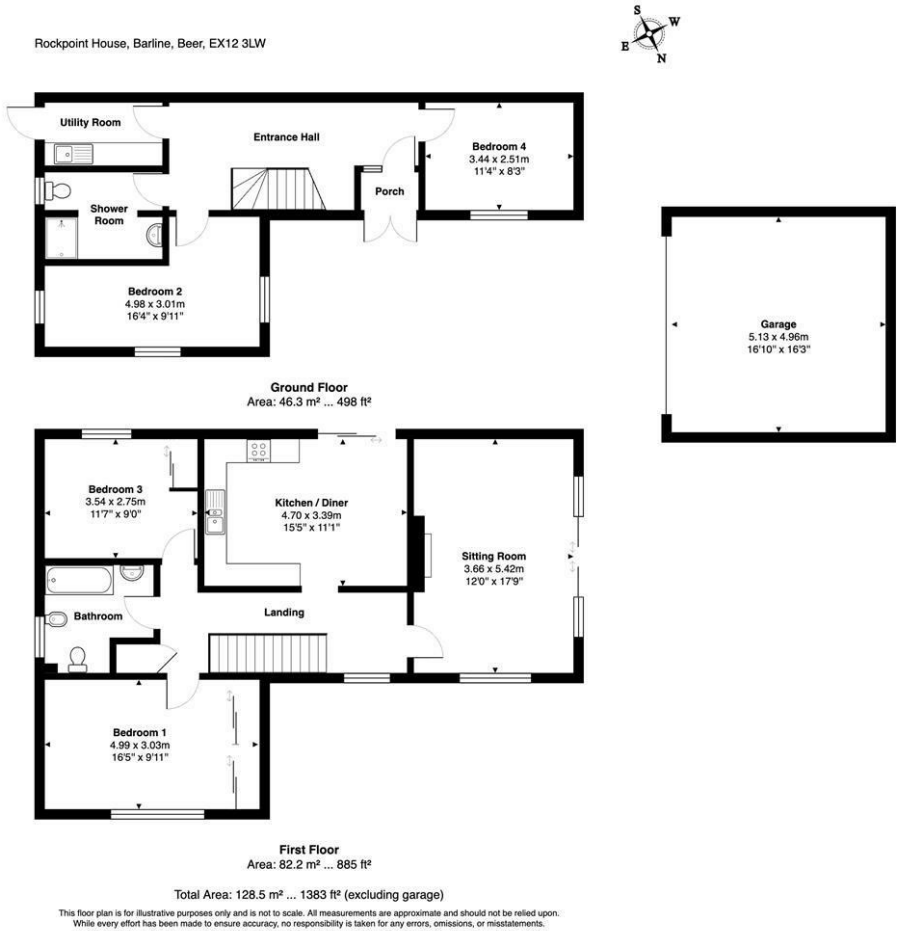 Rockpoint House, Barline, Beer, EX12 3LW
S
W
E
N
Utility Room
Entrance Hall
Bedroom 4
3.44 x 2.51m
11'4" x 8'3"
Porch
Shower
Room
Bedroom 2
4.98 x 3.01m
16'4" x 9'11"
Garage
5.13 x 4.96m
16'10" x 16'3"
Ground Floor
Area: 46.3 m² ... 498 ft²
Bedroom 3
3.54 x 2.75m
11'7" x 9'0"
Kitchen / Diner
4.70 x 3.39m
15'5" x 11'1"
Sitting Room
3.66 x 5.42m
12'0" x 17'9"
Bathroom
Landing
Bedroom 1
4.99 x 3.03m
16'5" x 9'11"
First Floor
Area: 82.2 m² ... 885 ft²
Total Area: 128.5 m² ... 1383 ft² (excluding garage)
This floor plan is for illustrative purposes only and is not to scale. All measurements are approximate and should not be relied upon.
While every effort has been made to ensure accuracy, no responsibility is taken for any errors, omissions, or misstatements.